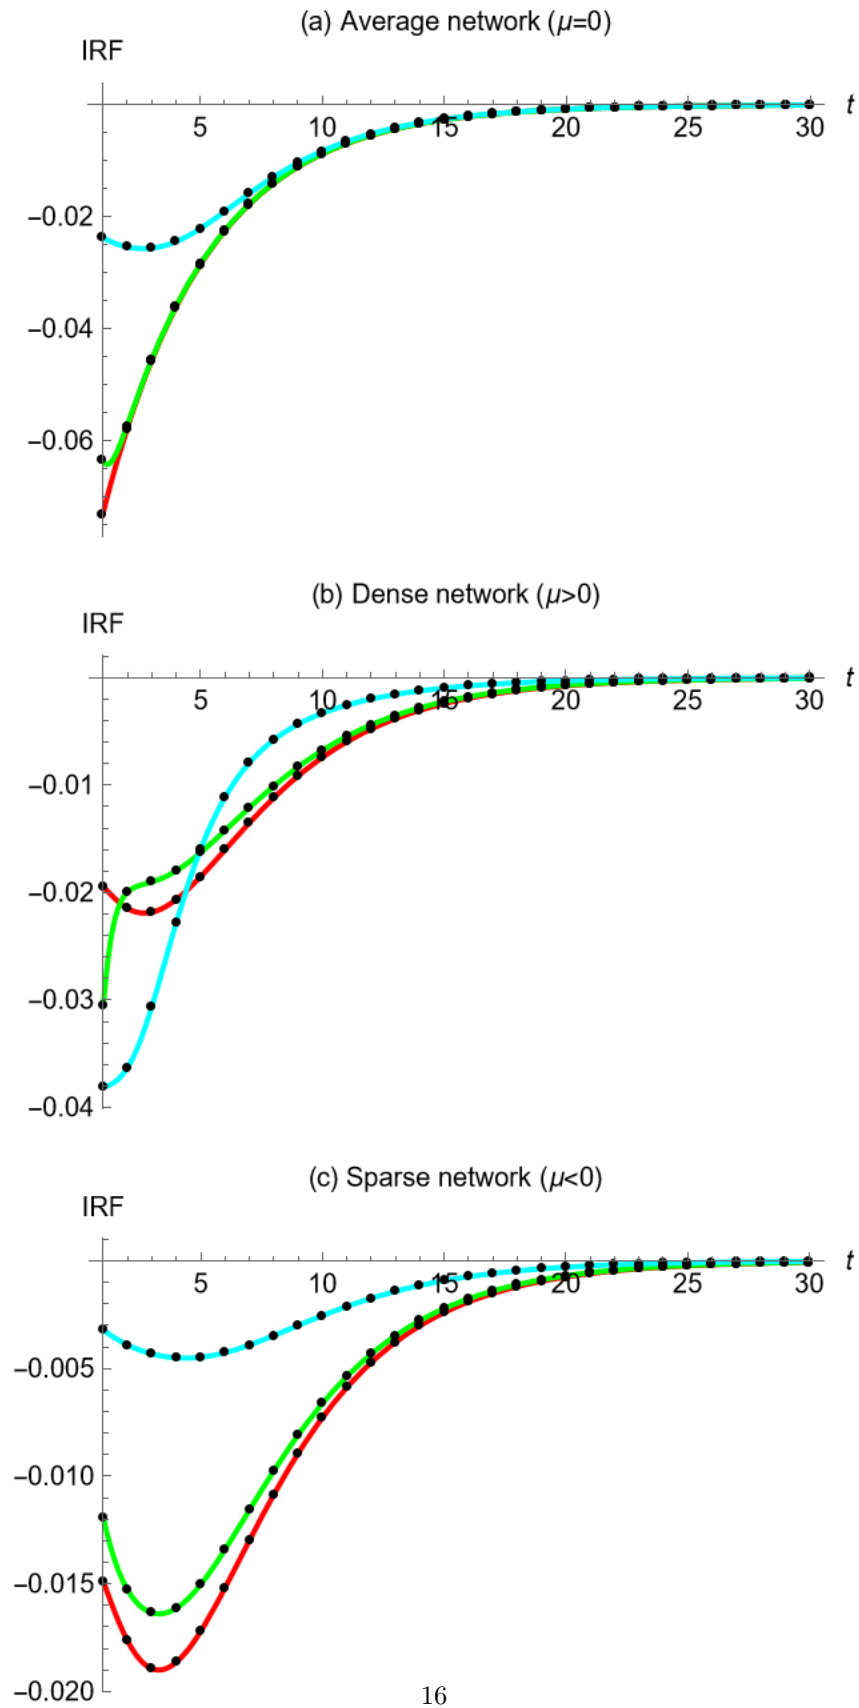 (a) Average network (μ=0)
IRF
t
5 10 15 20 25 30
−0.02
−0.04
−0.06
(b) Dense network (μ>0)
IRF
t
5 10 15 20 25 30
−0.01
−0.02
−0.03
−0.04
(c) Sparse network (μ<0)
IRF
t
5 10 15 20 25 30
−0.005
−0.010
−0.015
−0.020
16